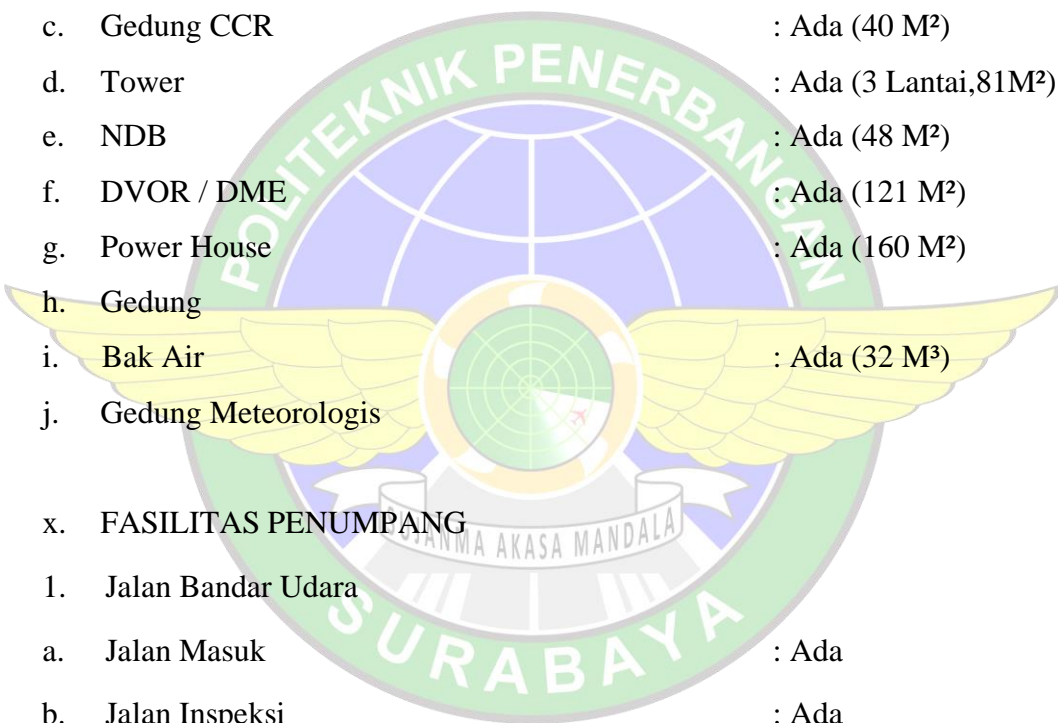 c. Gedung CCR : Ada (40 M²)
d. Tower : Ada (3 Lantai,81M²)
e. NDB : Ada (48 M²)
f. DVOR / DME : Ada (121 M²)
g. Power House : Ada (160 M²)
h. Gedung
i. Bak Air : Ada (32 M³)
j. Gedung Meteorologis
x. FASILITAS PENUMPANG
1. Jalan Bandar Udara
a. Jalan Masuk : Ada
b. Jalan Inspeksi : Ada
POLITEKNIK PENERBANGAN
AKASA MANDALA
SURABAYA